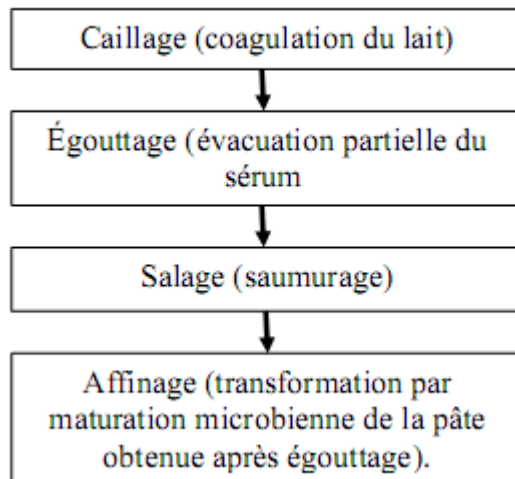 Caillage (coagulation du lait)
Égouttage (évacuation partielle du
sérum
Salage (saumurage)
Affinage (transformation par
maturation microbienne de la pâte
obtenue après égouttage).